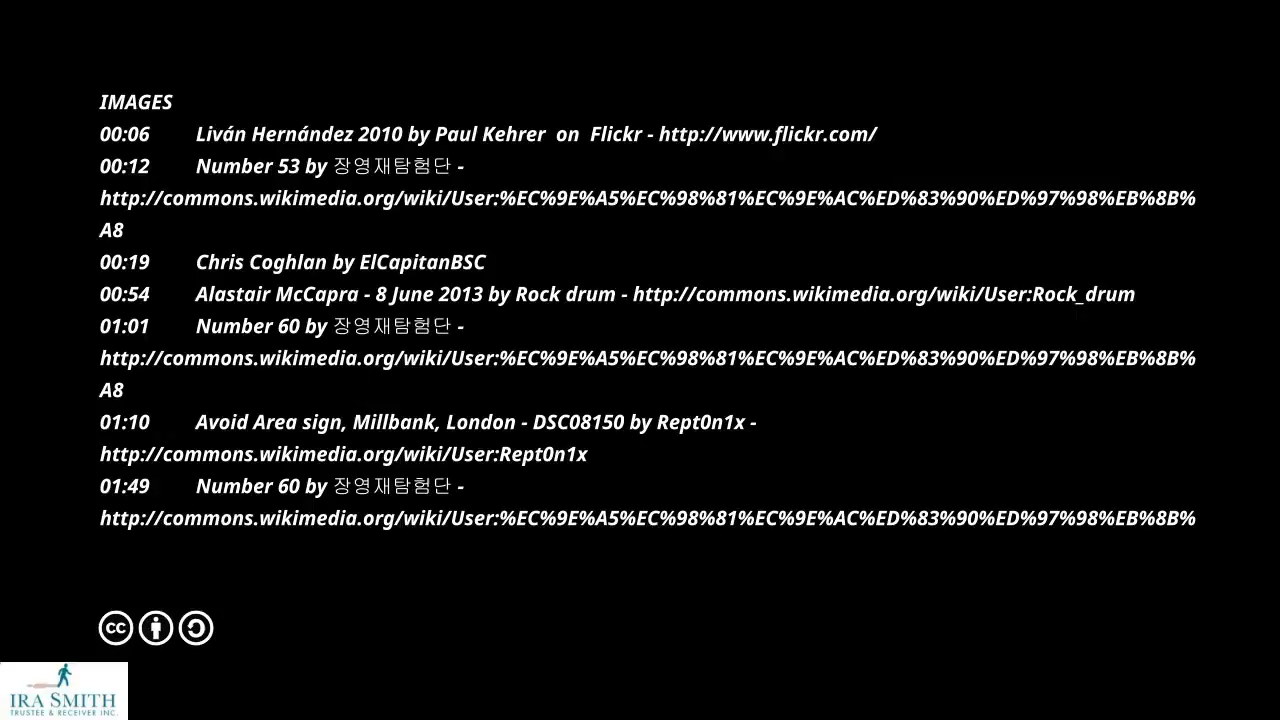 IMAGES
00:06 Liván Hernández 2010 by Paul Kehrer on Flickr - http://www.flickr.com/
00:12 Number 53 by 장영재탐험단 -
http://commons.wikimedia.org/wiki/User:%EC%9E%A5%EC%98%81%EC%9E%AC%ED%83%90%ED%97%98%EB%8B%
A8
00:19 Chris Coghlan by ElCapitanBSC
00:54 Alastair McCapra - 8 June 2013 by Rock drum - http://commons.wikimedia.org/wiki/User:Rock_drum
01:01 Number 60 by 장영재탐험단 -
http://commons.wikimedia.org/wiki/User:%EC%9E%A5%EC%98%81%EC%9E%AC%ED%83%90%ED%97%98%EB%8B%
A8
01:10 Avoid Area sign, Millbank, London - DSC08150 by Rept0n1x -
http://commons.wikimedia.org/wiki/User:Rept0n1x
01:49 Number 60 by 장영재탐험단 -
http://commons.wikimedia.org/wiki/User:%EC%9E%A5%EC%98%81%EC%9E%AC%ED%83%90%ED%97%98%EB%8B%
cc
IRA SMITH
TRUSTEE & RECEIVER INC.